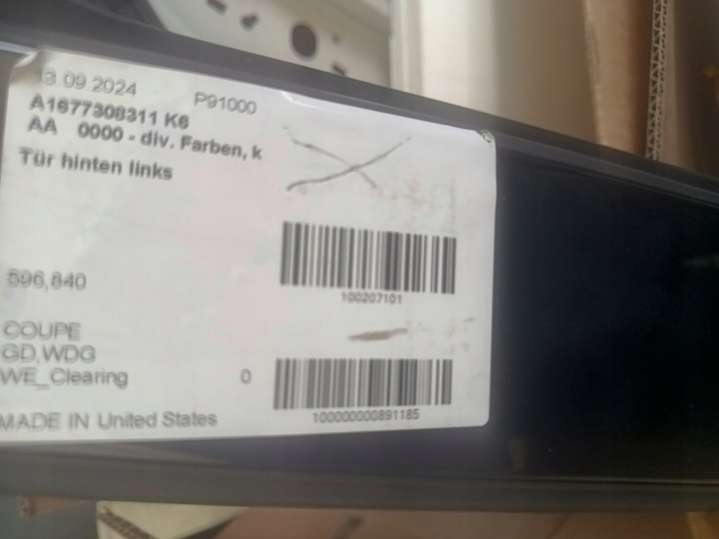 13.09.2024 P91000
A1677308311 K6
AA 0000 - div. Farben, k
Tür hinten links
100207101
596,840
COUPE
GD,WDG
WE_Clearing 0
100000000891185
MADE IN United States